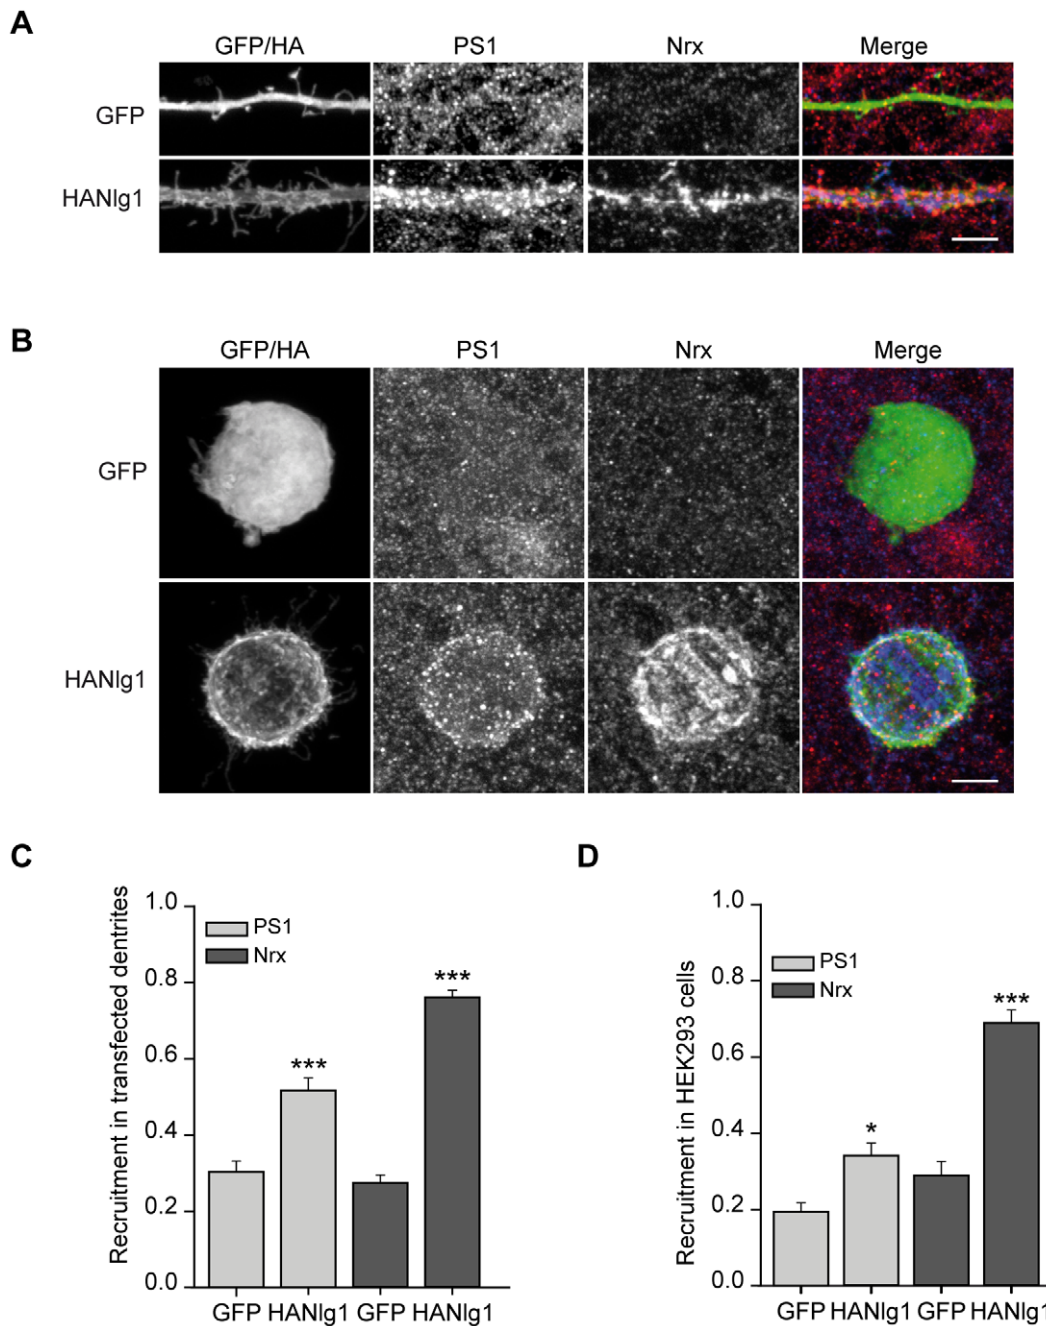 A
GFP/HA PS1 Nrx Merge
GFP
HANlg1
B
GFP/HA PS1 Nrx Merge
GFP
HANlg1
C
Recruitment in transfected dentrites
1.0
0.8
0.6
0.4
0.2
0.0
PS1
Nrx
***
***
GFP HANlg1 GFP HANlg1
D
Recruitment in HEK293 cells
1.0
0.8
0.6
0.4
0.2
0.0
PS1
Nrx
*
***
GFP HANlg1 GFP HANlg1